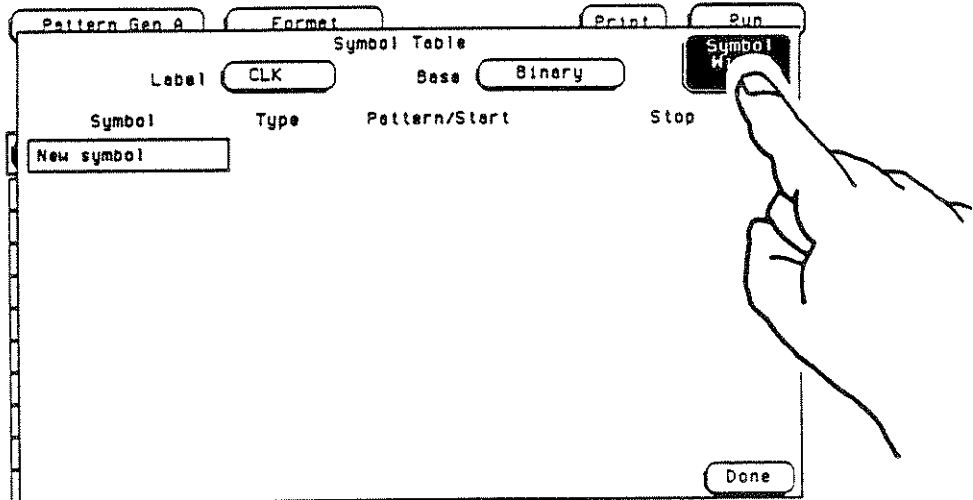 Pattern Gen A Format Print Run
Symbol Table
Symbol
Label CLK Base Binary
Symbol Type Pattern/Start Stop
New symbol
Done